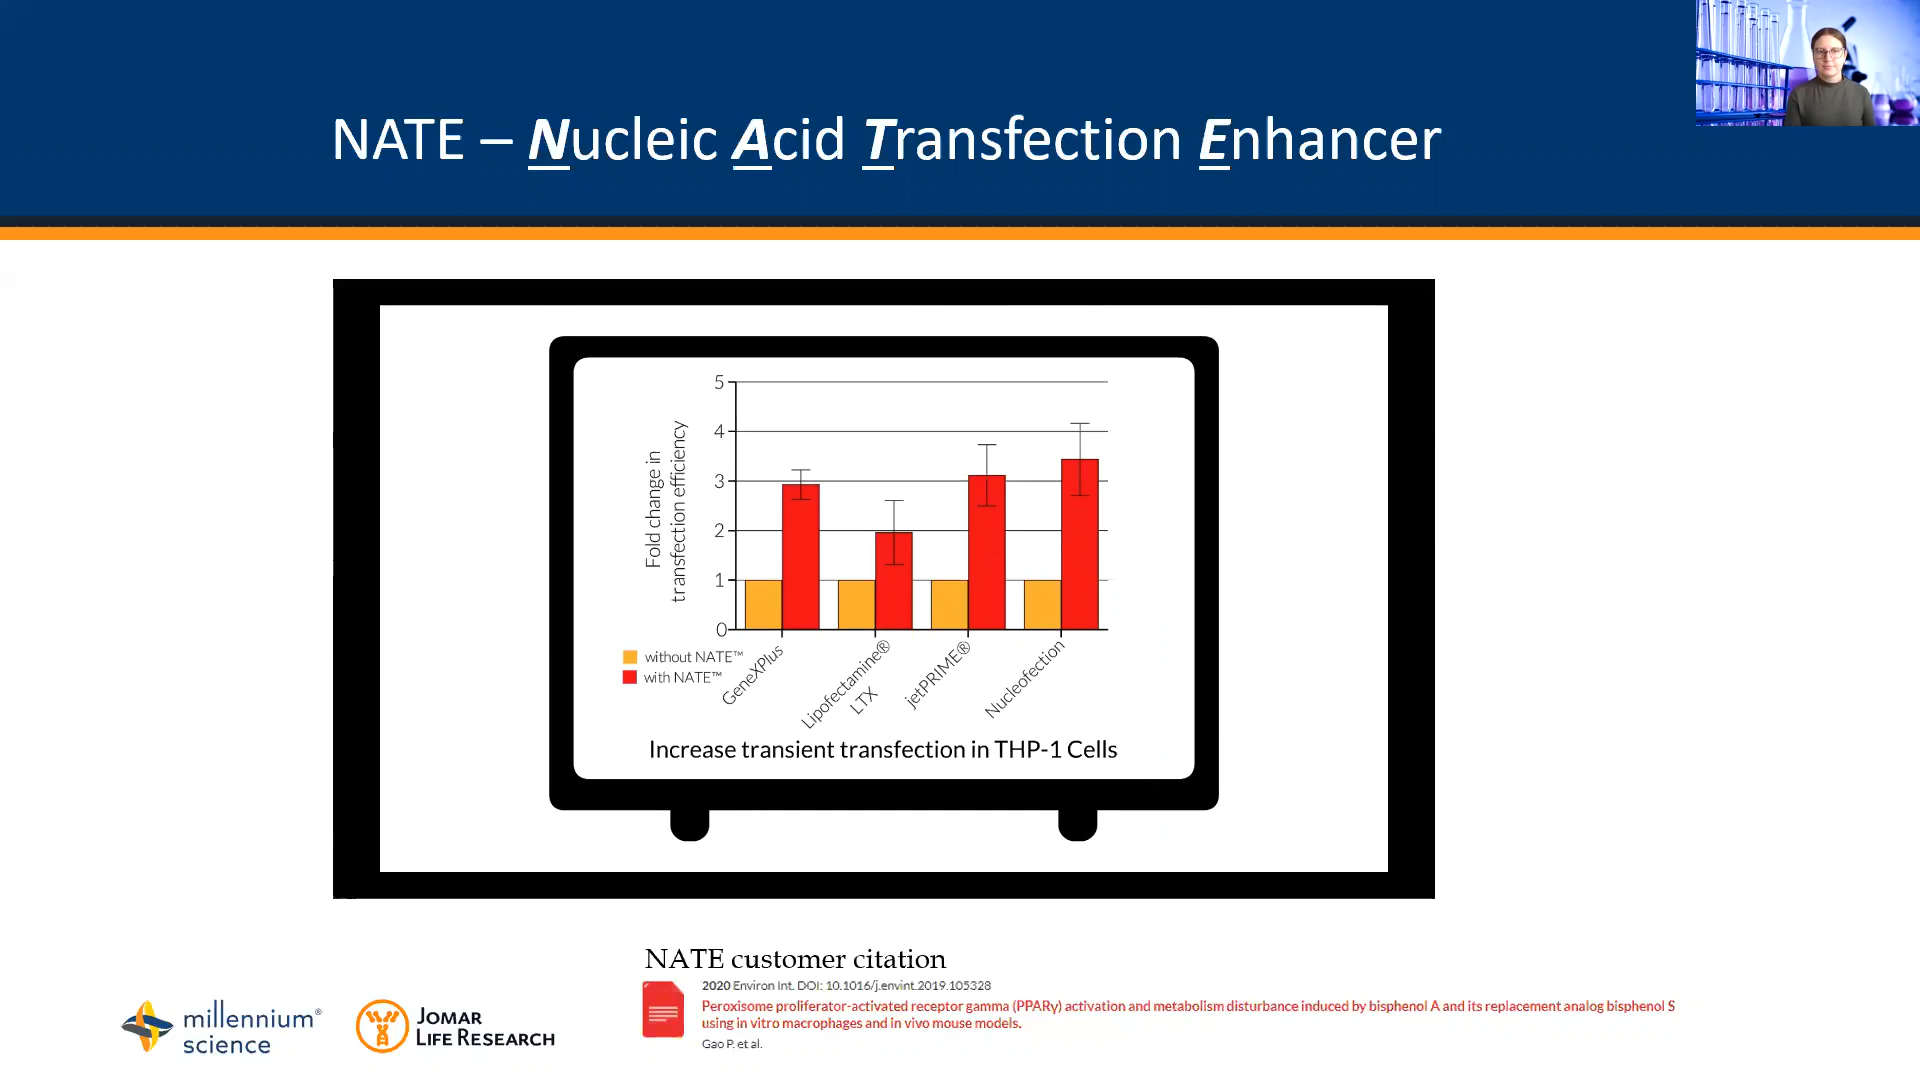 NATE – Nucleic Acid Transfection Enhancer
5
4
3
2
1
0
Fold change in
transfection efficiency
without NATE™
with NATE™
GeneXPlus
Lipofectamine®
LTX
jetPRIME®
Nucleofection
Increase transient transfection in THP-1 Cells
NATE customer citation
2020 Environ Int. DOI: 10.1016/j.envint.2019.105328
Peroxisome proliferator-activated receptor gamma (PPARγ) activation and metabolism disturbance induced by bisphenol A and its replacement analog bisphenol S
using in vitro macrophages and in vivo mouse models.
Gao P. et al.
millennium®
science
JOMAR
LIFE RESEARCH